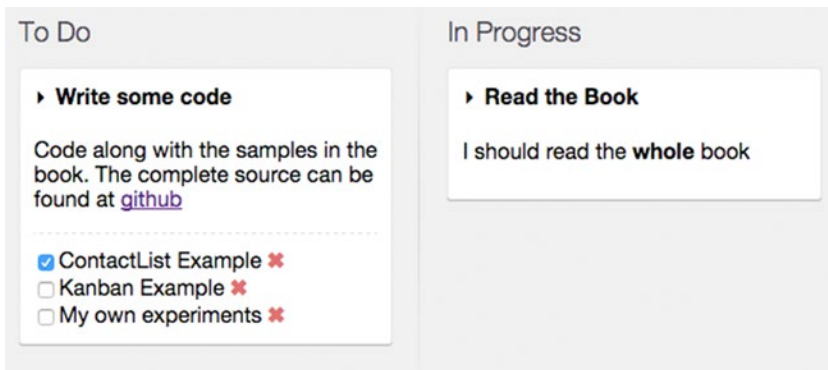 To Do
Write some code
Code along with the samples in the
book. The complete source can be
found at github
ContactList Example
Kanban Example
My own experiments
In Progress
Read the Book
I should read the whole book